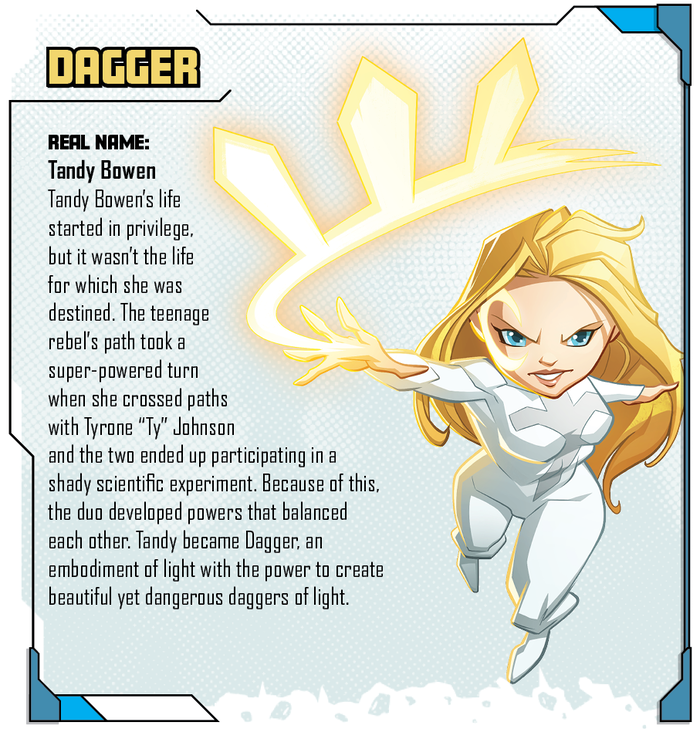 DAGGER
REAL NAME:
Tandy Bowen
Tandy Bowen's life
started in privilege,
but it wasn't the life
for which she was
destined. The teenage
rebel's path took a
super-powered turn
when she crossed paths
with Tyrone “Ty” Johnson
and the two ended up participating in a
shady scientific experiment. Because of this,
the duo developed powers that balanced
each other. Tandy became Dagger, an
embodiment of light with the power to create
beautiful yet dangerous daggers of light.